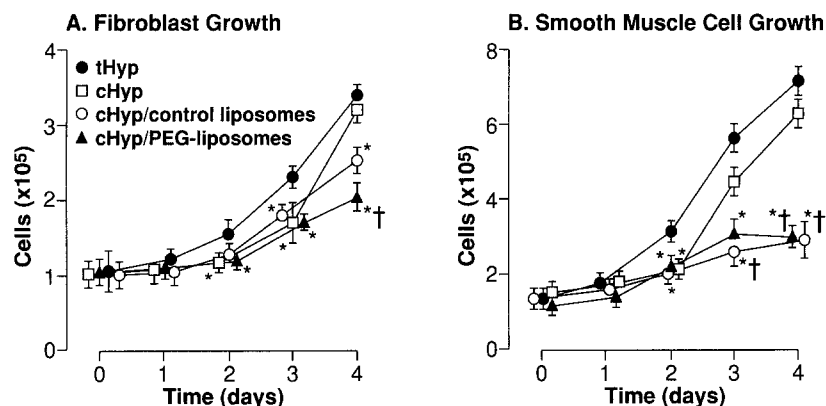 A. Fibroblast Growth
4
3
2
1
0
Cells (x10⁵)
● tHyp
□ cHyp
○ cHyp/control liposomes
▲ cHyp/PEG-liposomes
* * * * * * *†
0 1 2 3 4
Time (days)
B. Smooth Muscle Cell Growth
8
6
4
2
0
Cells (x10⁵)
* * * * *† *† *†
0 1 2 3 4
Time (days)